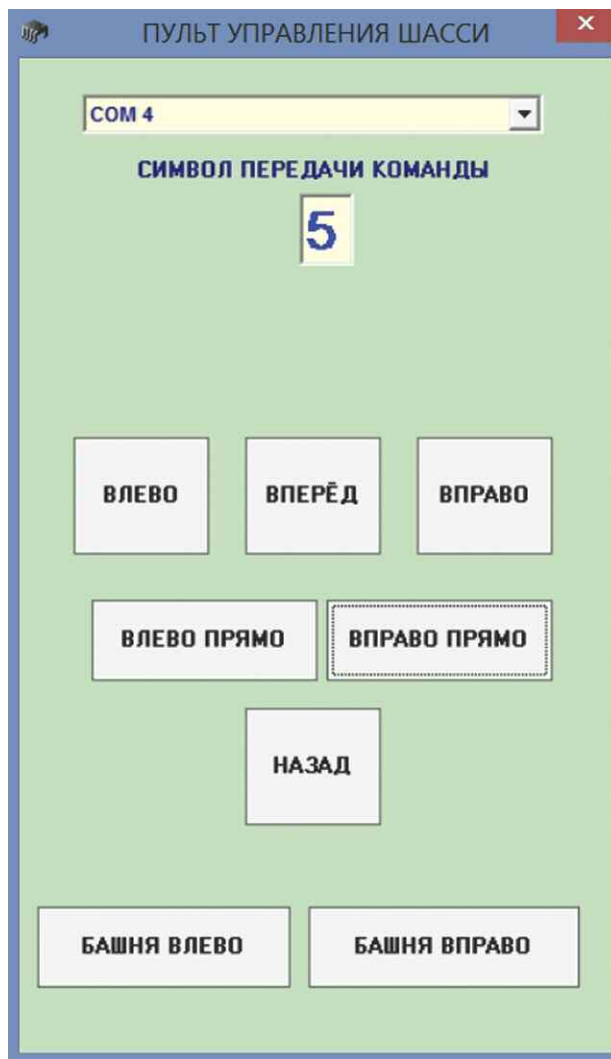 ПУЛЬТ УПРАВЛЕНИЯ ШАССИ
COM 4
СИМВОЛ ПЕРЕДАЧИ КОМАНДЫ
5
ВЛЕВО ВПЕРЁД ВПРАВО
ВЛЕВО ПРЯМО ВПРАВО ПРЯМО
НАЗАД
БАШНЯ ВЛЕВО БАШНЯ ВПРАВО